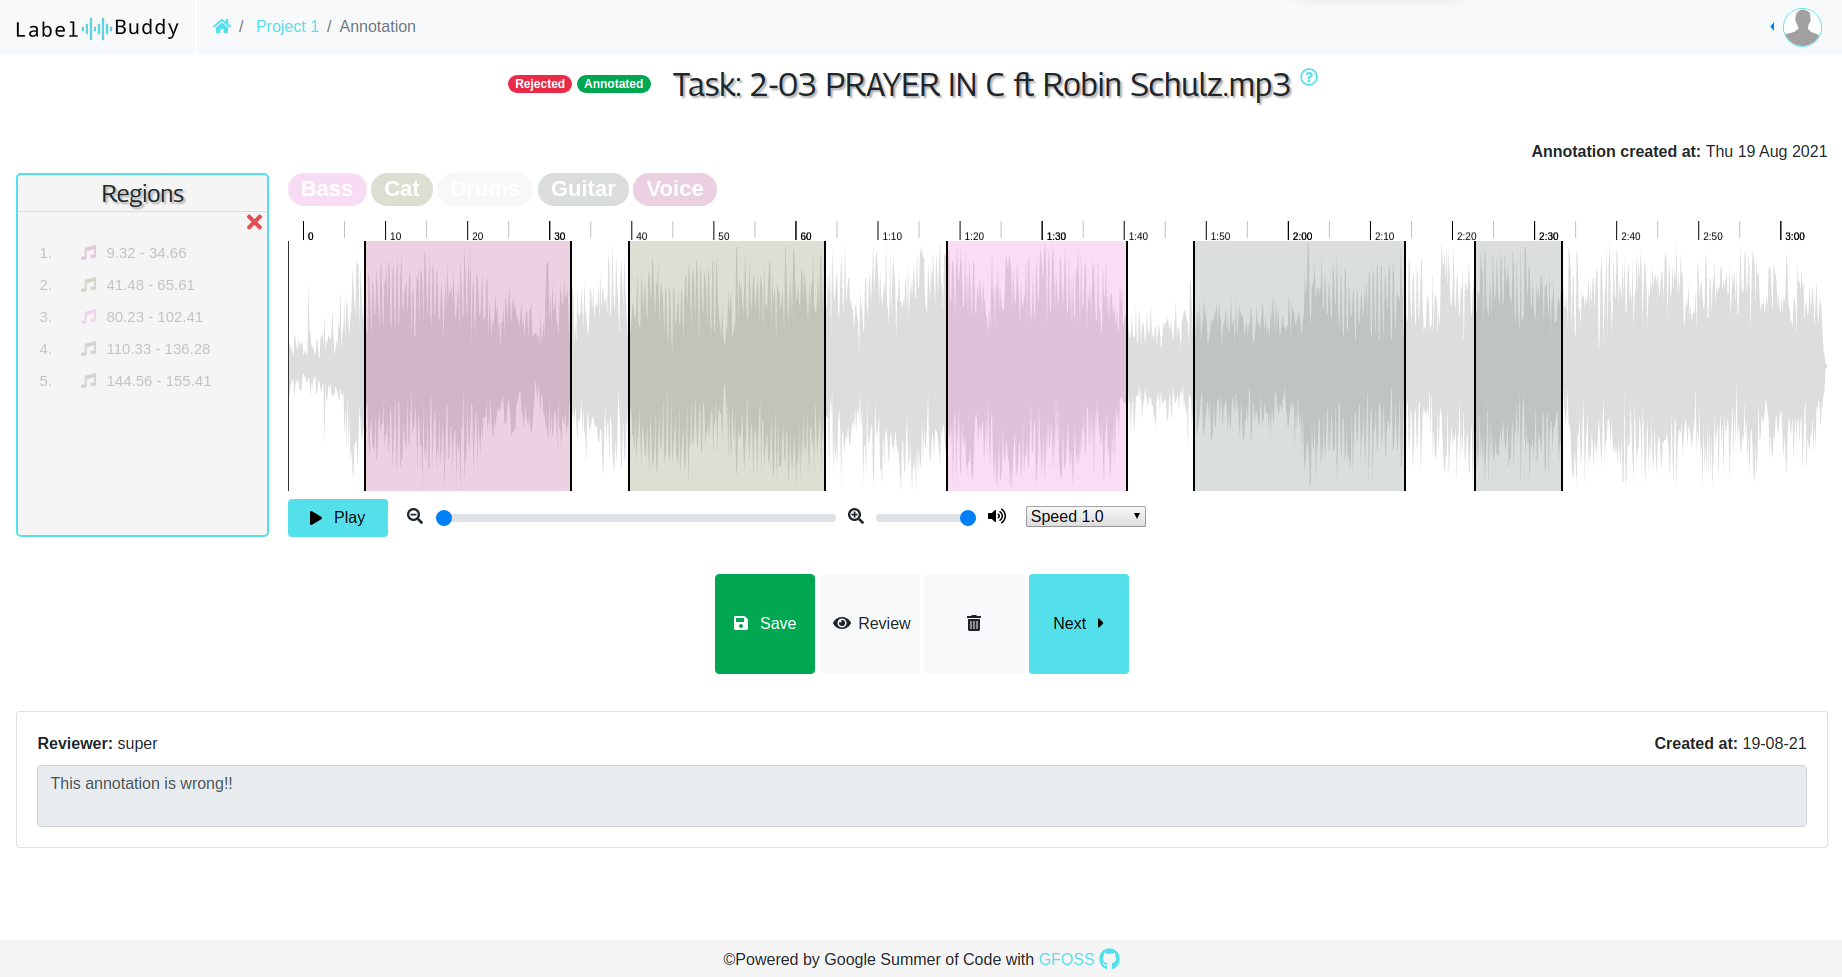 Label Buddy
/ Project 1 / Annotation
Rejected Annotated Task: 2-03 PRAYER IN C ft Robin Schulz.mp3 ?
Annotation created at: Thu 19 Aug 2021
Regions
1. 9.32 - 34.66
2. 41.48 - 65.61
3. 80.23 - 102.41
4. 110.33 - 136.28
5. 144.56 - 155.41
Bass Cat Drums Guitar Voice
0 10 20 30 40 50 60 1:10 1:20 1:30 1:40 1:50 2:00 2:10 2:20 2:30 2:40 2:50 3:00
Play Speed 1.0
Save Review Next
Reviewer: super Created at: 19-08-21
This annotation is wrong!!
©Powered by Google Summer of Code with GFOSS